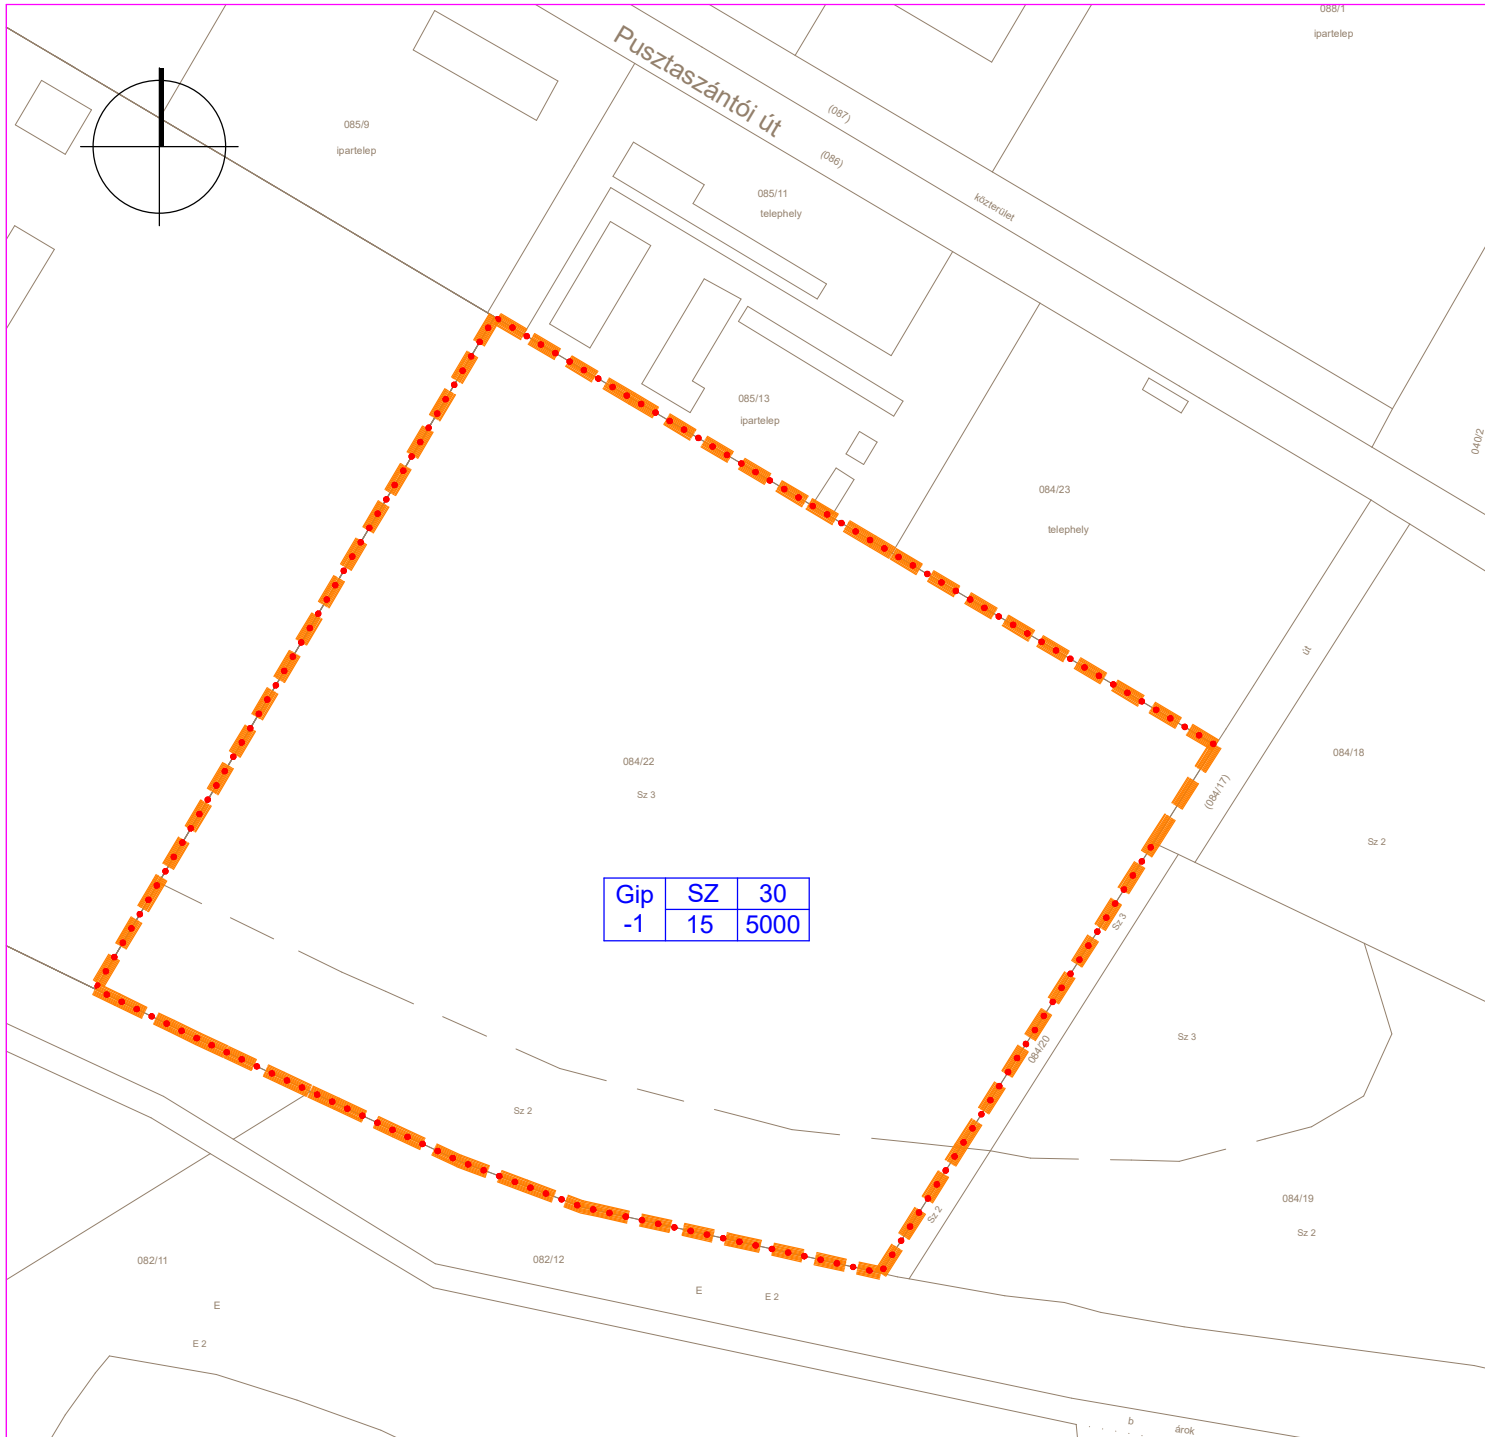 088/1
ipartelep
Pusztaszántói út
(087)
085/9
ipartelep
(086)
085/11
telephely
közterület
085/13
ipartelep
040/2
084/23
telephely
út
084/22
Sz 3
084/18
(084/17)
Sz 2
Gip SZ 30
-1 15 5000
Sz 3
Sz 3
084/20
Sz 2
084/19
Sz 2
Sz 2
082/11
082/12
E
E 2
E
E 2
b
árok